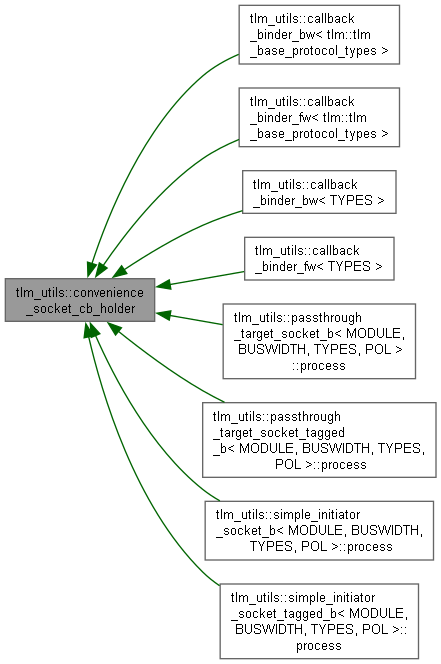 tlm_utils::callback
_binder_bw< tlm::tlm
_base_protocol_types >
tlm_utils::callback
_binder_fw< tlm::tlm
_base_protocol_types >
tlm_utils::callback
_binder_bw< TYPES >
tlm_utils::callback
_binder_fw< TYPES >
tlm_utils::convenience
_socket_cb_holder
tlm_utils::passthrough
_target_socket_b< MODULE,
BUSWIDTH, TYPES, POL >
::process
tlm_utils::passthrough
_target_socket_tagged
_b< MODULE, BUSWIDTH, TYPES,
POL >::process
tlm_utils::simple_initiator
_socket_b< MODULE, BUSWIDTH,
TYPES, POL >::process
tlm_utils::simple_initiator
_socket_tagged_b< MODULE,
BUSWIDTH, TYPES, POL >::
process